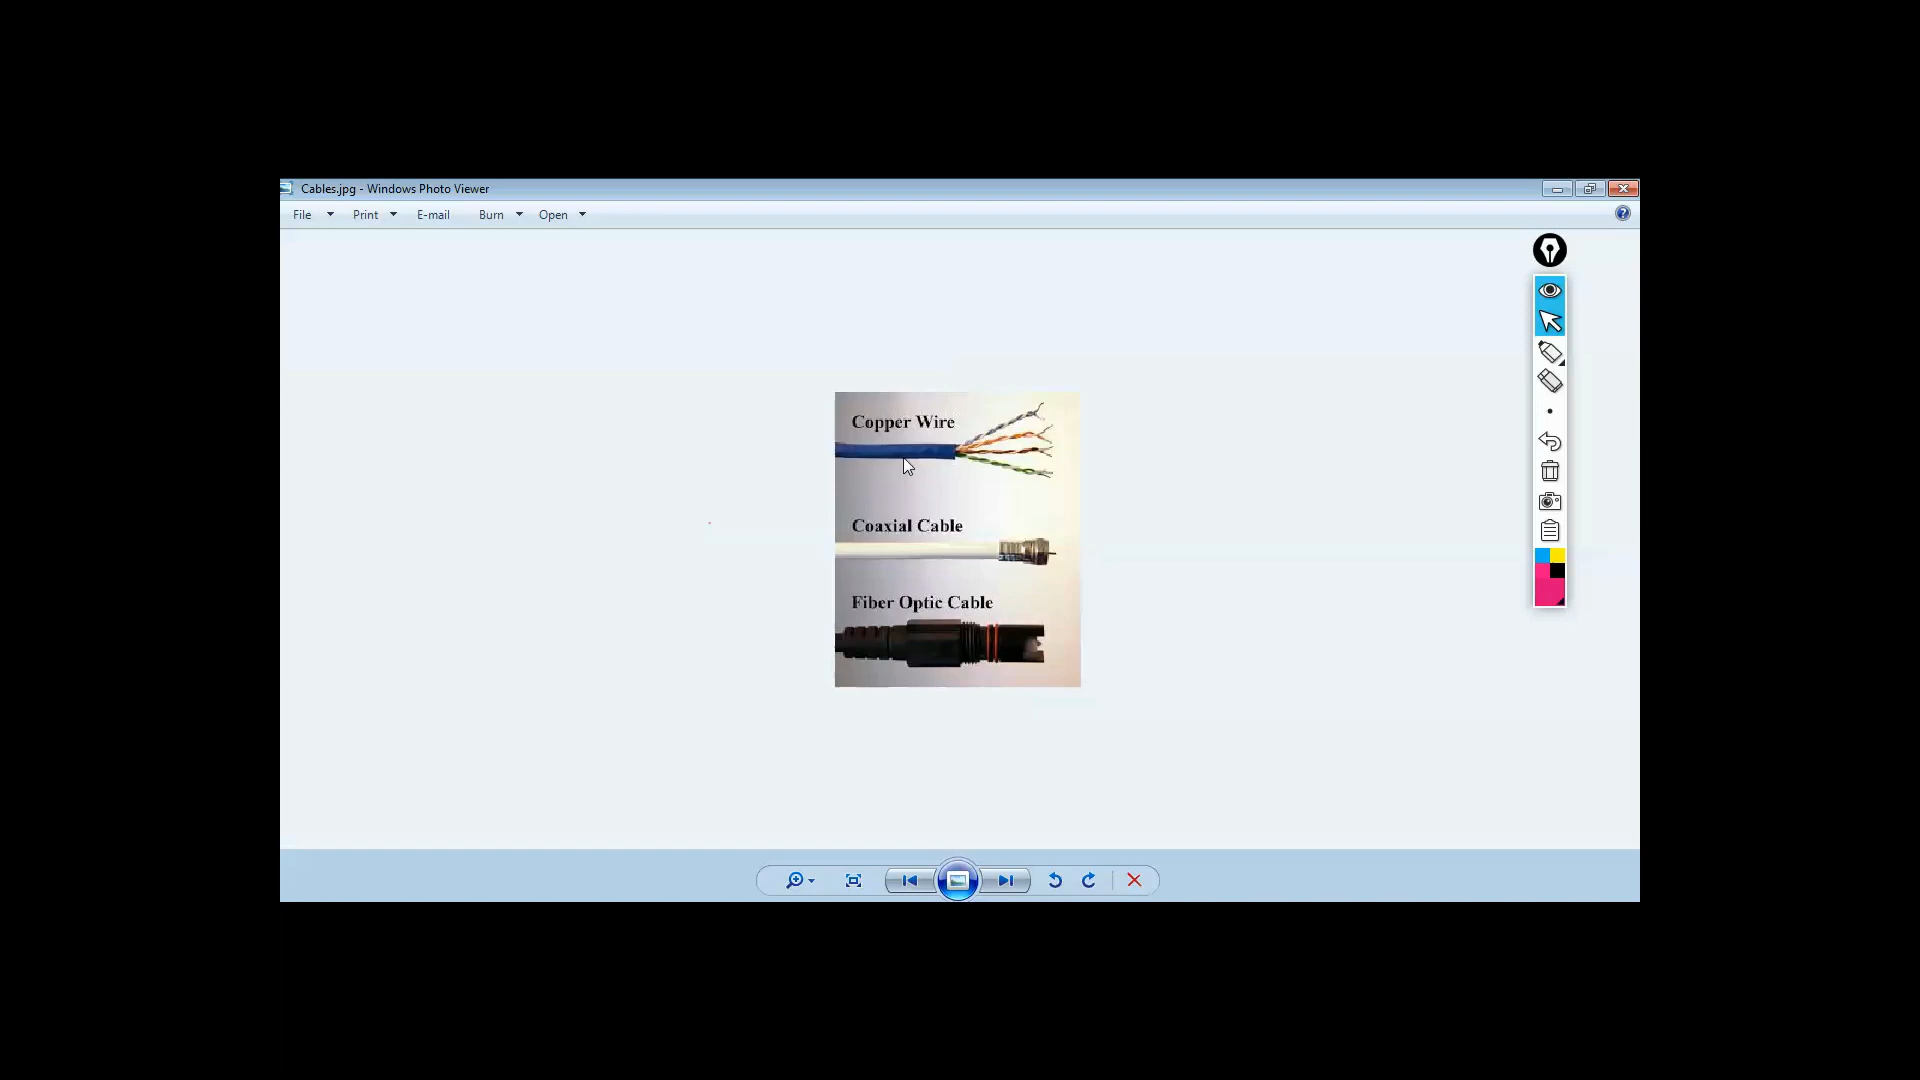 Cables.jpg - Windows Photo Viewer
File Print E-mail Burn Open
Copper Wire
Coaxial Cable
Fiber Optic Cable